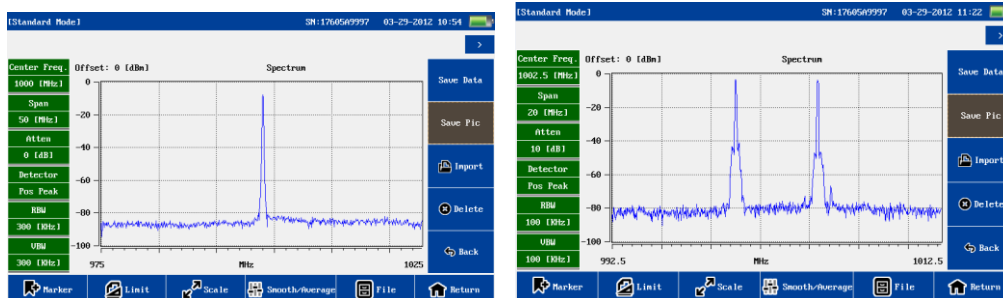 [Standard Mode] SN:17605A9997 03-29-2012 10:54
>
Center Freq.
1000 [MHz]
Span
50 [MHz]
Atten
0 [dB]
Detector
Pos Peak
RBW
300 [KHz]
VBW
300 [KHz]
Offset: 0 [dBm] Spectrum
0
-20
-40
-60
-80
-100
975 MHz 1025
Save Data
Save Pic
Import
Delete
Back
Marker Limit Scale Smooth/Average File Return
[Standard Mode] SN:17605A9997 03-29-2012 11:22
>
Center Freq.
1002.5 [MHz]
Span
20 [MHz]
Atten
10 [dB]
Detector
Pos Peak
RBW
100 [KHz]
VBW
100 [KHz]
Offset: 0 [dBm] Spectrum
0
-20
-40
-60
-80
-100
992.5 MHz 1012.5
Save Data
Save Pic
Import
Delete
Back
Marker Limit Scale Smooth/Average File Return